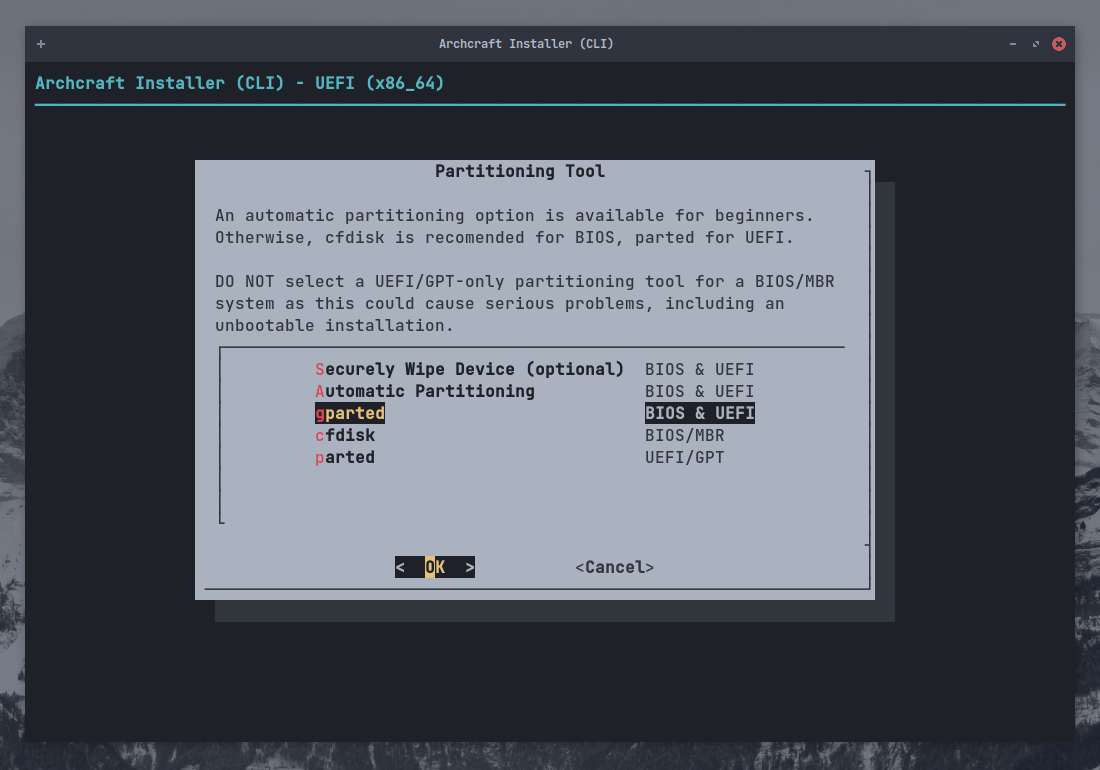 Archcraft Installer (CLI)
Archcraft Installer (CLI) - UEFI (x86_64)
Partitioning Tool
An automatic partitioning option is available for beginners.
Otherwise, cfdisk is recomended for BIOS, parted for UEFI.
DO NOT select a UEFI/GPT-only partitioning tool for a BIOS/MBR
system as this could cause serious problems, including an
unbootable installation.
Securely Wipe Device (optional) BIOS & UEFI
Automatic Partitioning BIOS & UEFI
gparted BIOS & UEFI
cfdisk BIOS/MBR
parted UEFI/GPT
< OK > <Cancel>